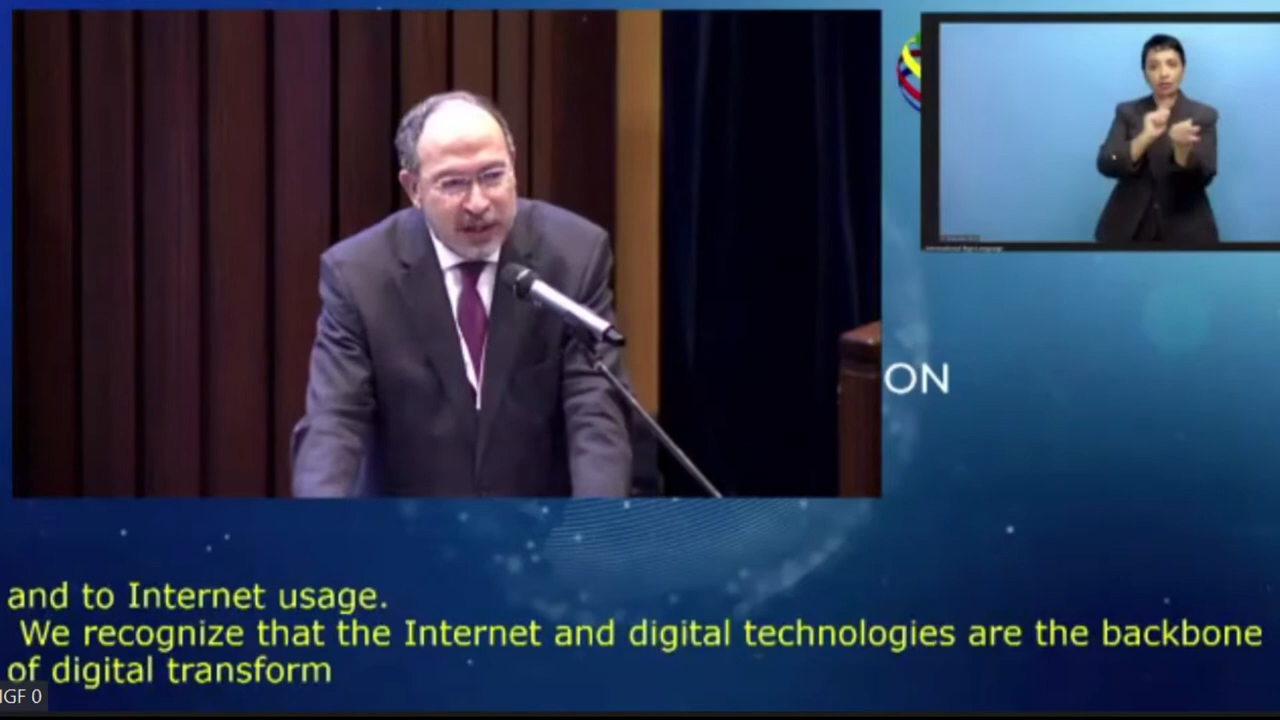 ON
and to Internet usage.
We recognize that the Internet and digital technologies are the backbone
of digital transform
IGF 0